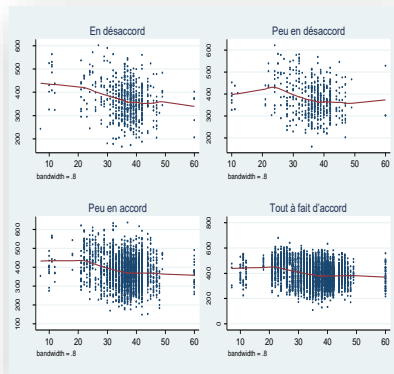 En désaccord
600
500
400
300
200
10 20 30 40 50 60
bandwidth = .8
Peu en désaccord
600
500
400
300
200
10 20 30 40 50 60
bandwidth = .8
Peu en accord
600
500
400
300
200
100
10 20 30 40 50 60
bandwidth = .8
Tout à fait d'accord
800
600
400
200
0
10 20 30 40 50 60
bandwidth = .8